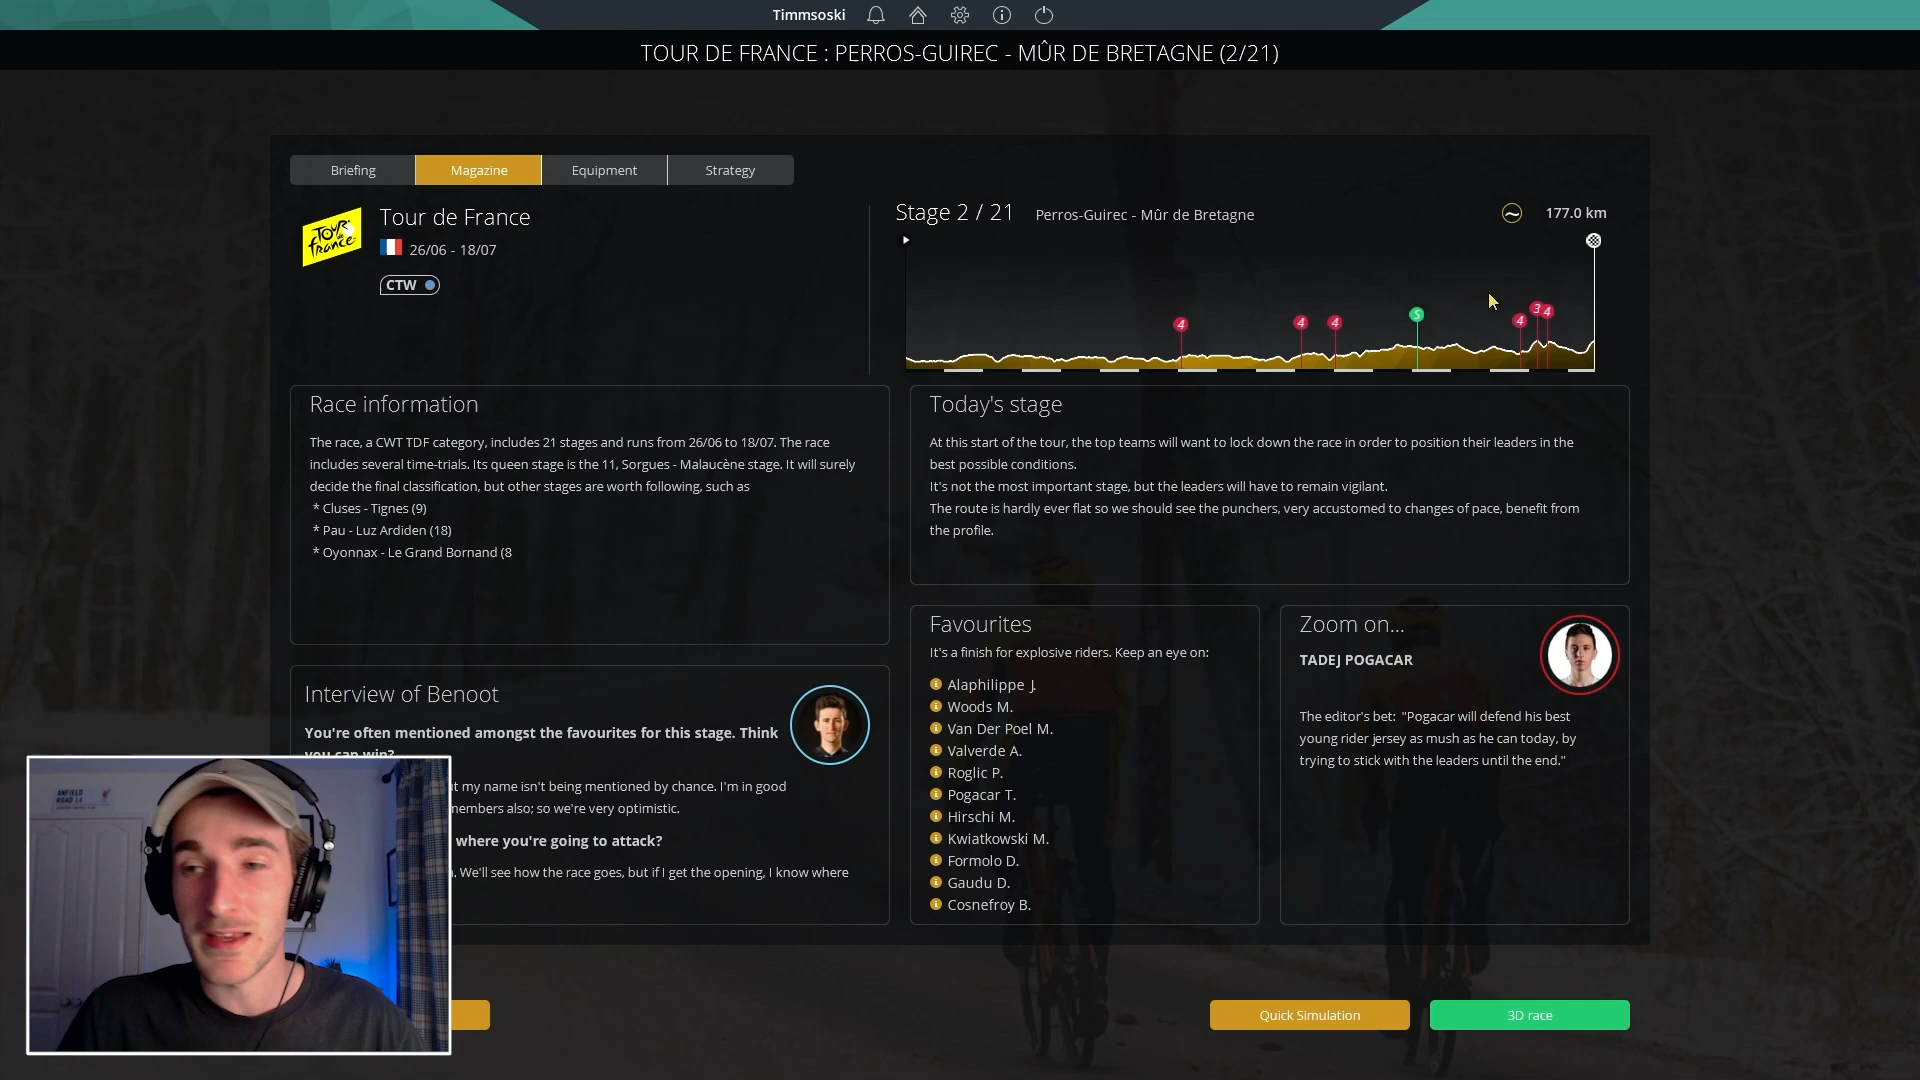 Timmsoski
TOUR DE FRANCE : PERROS-GUIREC - MÛR DE BRETAGNE (2/21)
Briefing
Magazine
Equipment
Strategy
TOUR de france
Tour de France
26/06 - 18/07
CTW
Stage 2 / 21
Perros-Guirec - Mûr de Bretagne
177.0 km
4
4
4
S
4
3
4
Race information
The race, a CWT TDF category, includes 21 stages and runs from 26/06 to 18/07. The race
includes several time-trials. Its queen stage is the 11, Sorgues - Malaucène stage. It will surely
decide the final classification, but other stages are worth following, such as
* Cluses - Tignes (9)
* Pau - Luz Ardiden (18)
* Oyonnax - Le Grand Bornand (8
Today's stage
At this start of the tour, the top teams will want to lock down the race in order to position their leaders in the
best possible conditions.
It's not the most important stage, but the leaders will have to remain vigilant.
The route is hardly ever flat so we should see the punchers, very accustomed to changes of pace, benefit from
the profile.
Interview of Benoot
You're often mentioned amongst the favourites for this stage. Think
you can win?
my name isn't being mentioned by chance. I'm in good
members also; so we're very optimistic.
where you're going to attack?
We'll see how the race goes, but if I get the opening, I know where
Favourites
It's a finish for explosive riders. Keep an eye on:
Alaphilippe J.
Woods M.
Van Der Poel M.
Valverde A.
Roglic P.
Pogacar T.
Hirschi M.
Kwiatkowski M.
Formolo D.
Gaudu D.
Cosnefroy B.
Zoom on...
TADEJ POGACAR
The editor's bet: "Pogacar will defend his best
young rider jersey as mush as he can today, by
trying to stick with the leaders until the end."
ANFIELD
ROAD L4
Quick Simulation
3D race